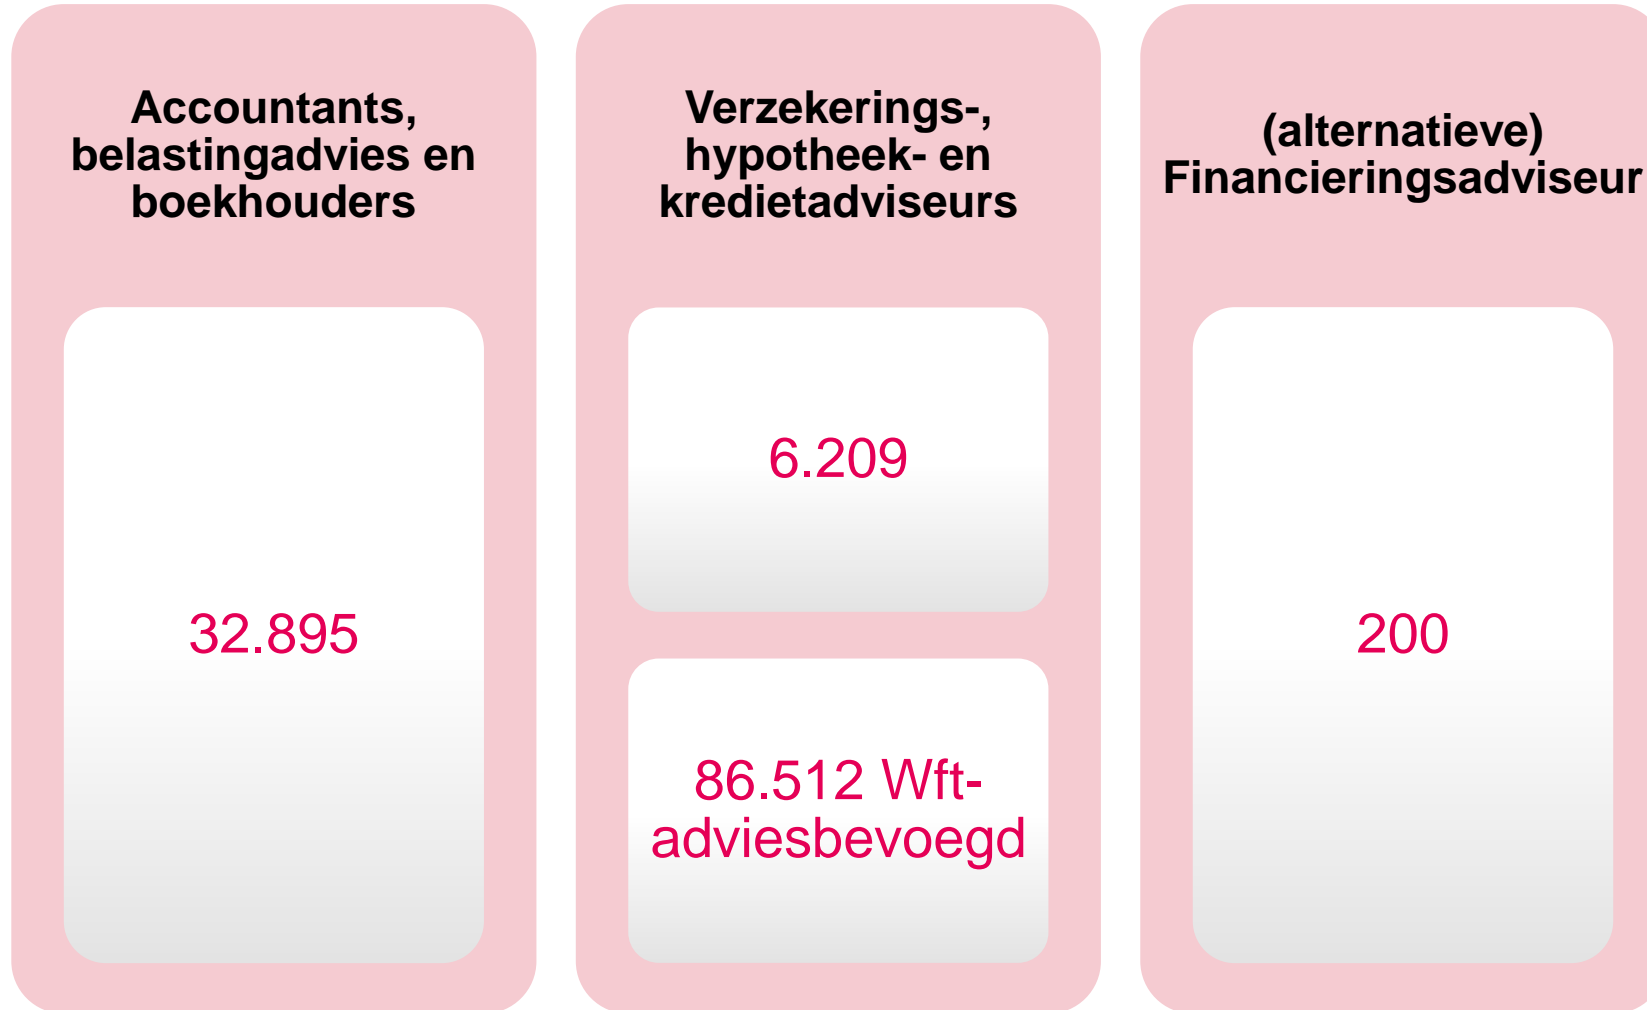 Accountants,
belastingadvies en
boekhouders
32.895
Verzekerings-,
hypotheek- en
kredietadviseurs
6.209
86.512 Wft-
adviesbevoegd
(alternatieve)
Financieringsadviseur
200